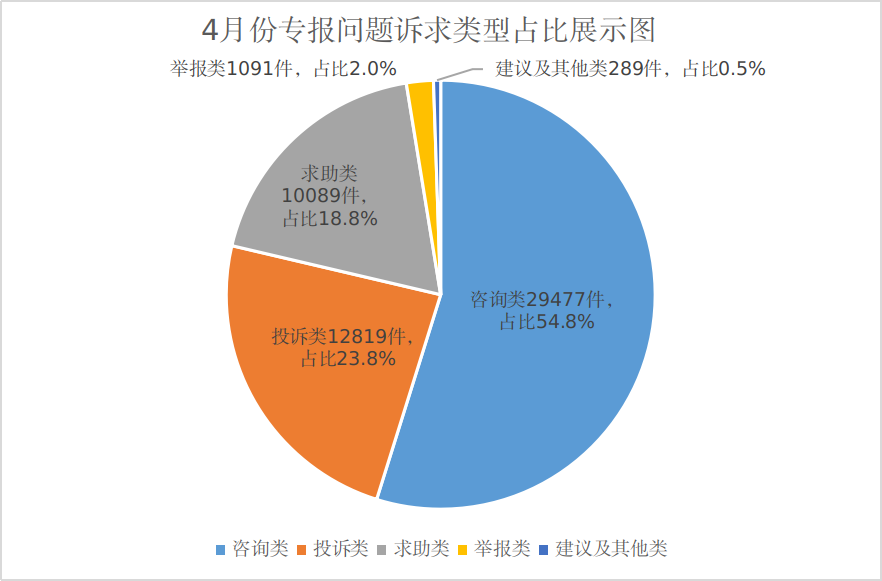 4月份专报问题诉求类型占比展示图
举报类1091件，占比2.0%
建议及其他类289件，占比0.5%
求助类
10089件，
占比18.8%
咨询类29477件，
占比54.8%
投诉类12819件，
占比23.8%
咨询类 投诉类 求助类 举报类 建议及其他类